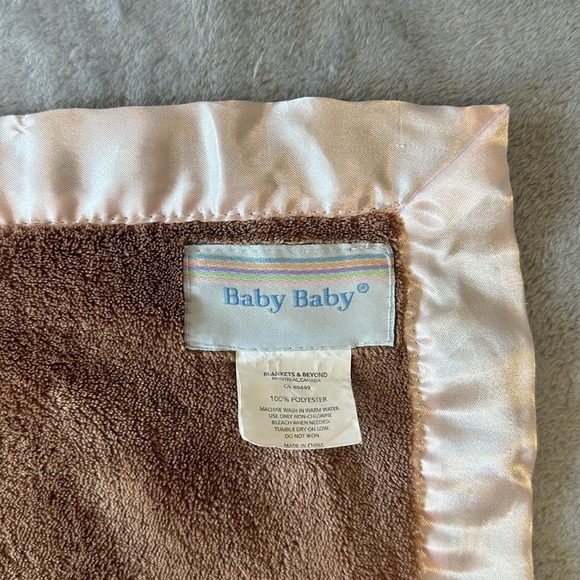 Baby Baby®
BLANKETS & BEYOND
MONTREAL, CANADA
CA 40499
100% POLYESTER
MACHINE WASH IN WARM WATER.
USE ONLY NON-CHLORINE
BLEACH WHEN NEEDED.
TUMBLE DRY ON LOW.
DO NOT IRON.
MADE IN CHINA